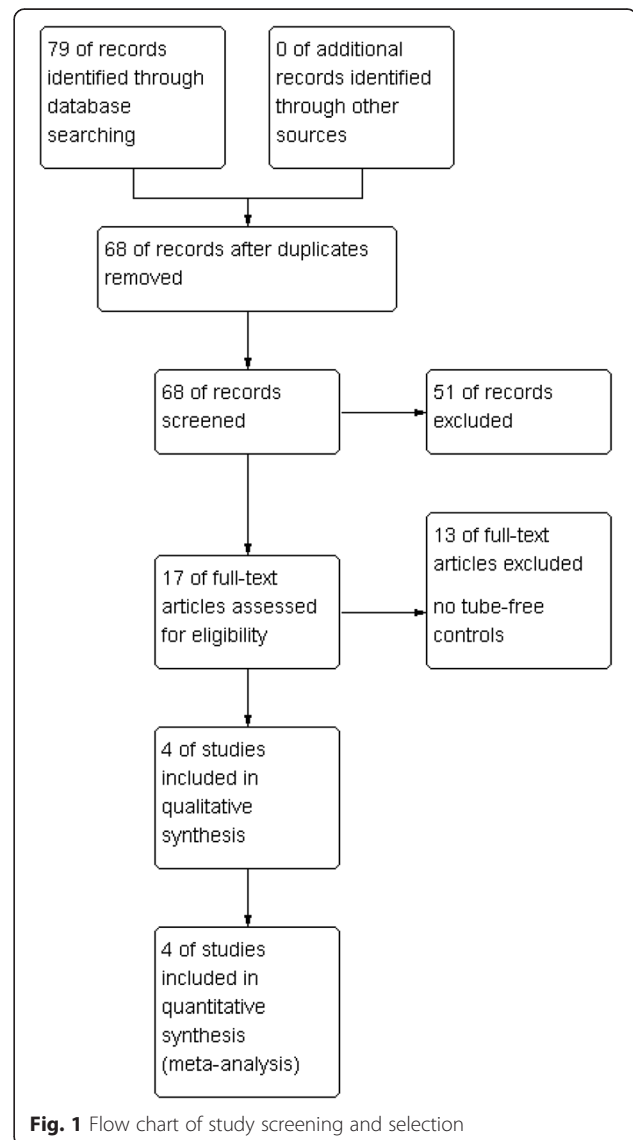 79 of records
identified through
database
searching
0 of additional
records identified
through other
sources
68 of records after duplicates
removed
68 of records
screened
51 of records
excluded
17 of full-text
articles assessed
for eligibility
13 of full-text
articles excluded
no tube-free
controls
4 of studies
included in
qualitative
synthesis
4 of studies
included in
quantitative
synthesis
(meta-analysis)
Fig. 1 Flow chart of study screening and selection